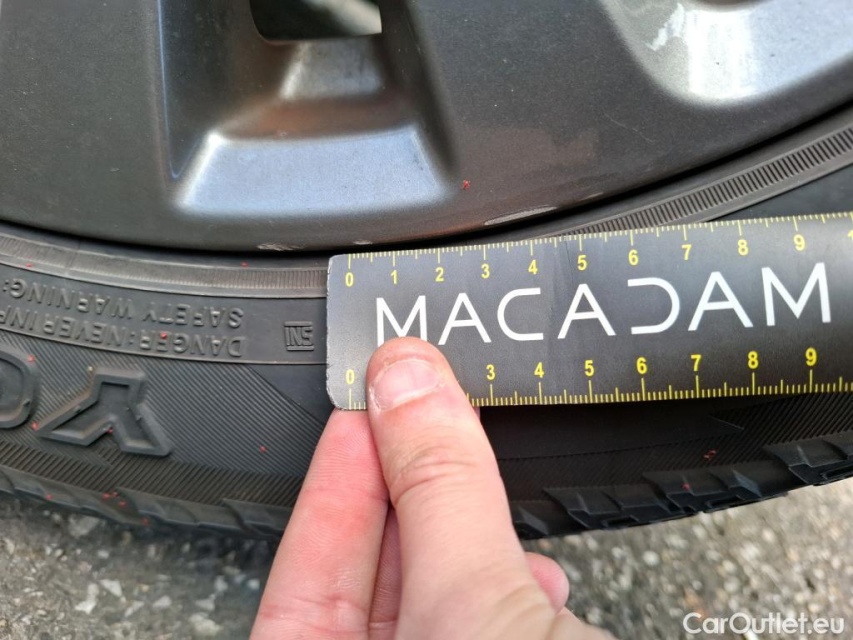 0 1 2 3 4 5 6 7 8 9
MACADAM
0 3 4 5 6 7 8 9
SAFETY WARNING:
DANGER: NEVER
CarOutlet.eu